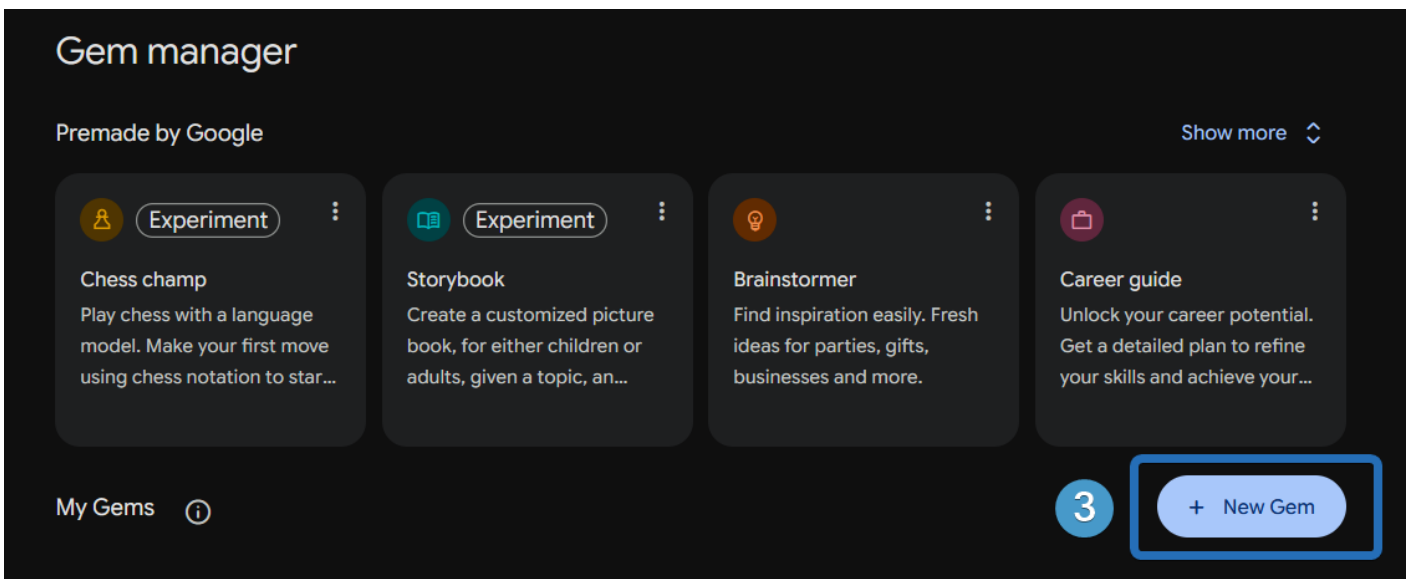 Gem manager
Premade by Google
Show more
Experiment
Chess champ
Play chess with a language
model. Make your first move
using chess notation to star...
Experiment
Storybook
Create a customized picture
book, for either children or
adults, given a topic, an...
Brainstormer
Find inspiration easily. Fresh
ideas for parties, gifts,
businesses and more.
Career guide
Unlock your career potential.
Get a detailed plan to refine
your skills and achieve your...
My Gems
3
+ New Gem